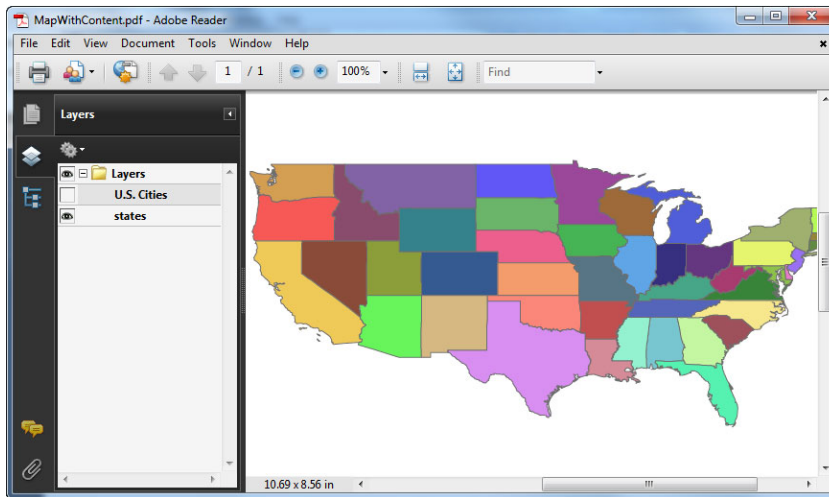 MapWithContent.pdf - Adobe Reader
File Edit View Document Tools Window Help
1 / 1 100% Find
Layers
Layers
U.S. Cities
states
10.69 x 8.56 in